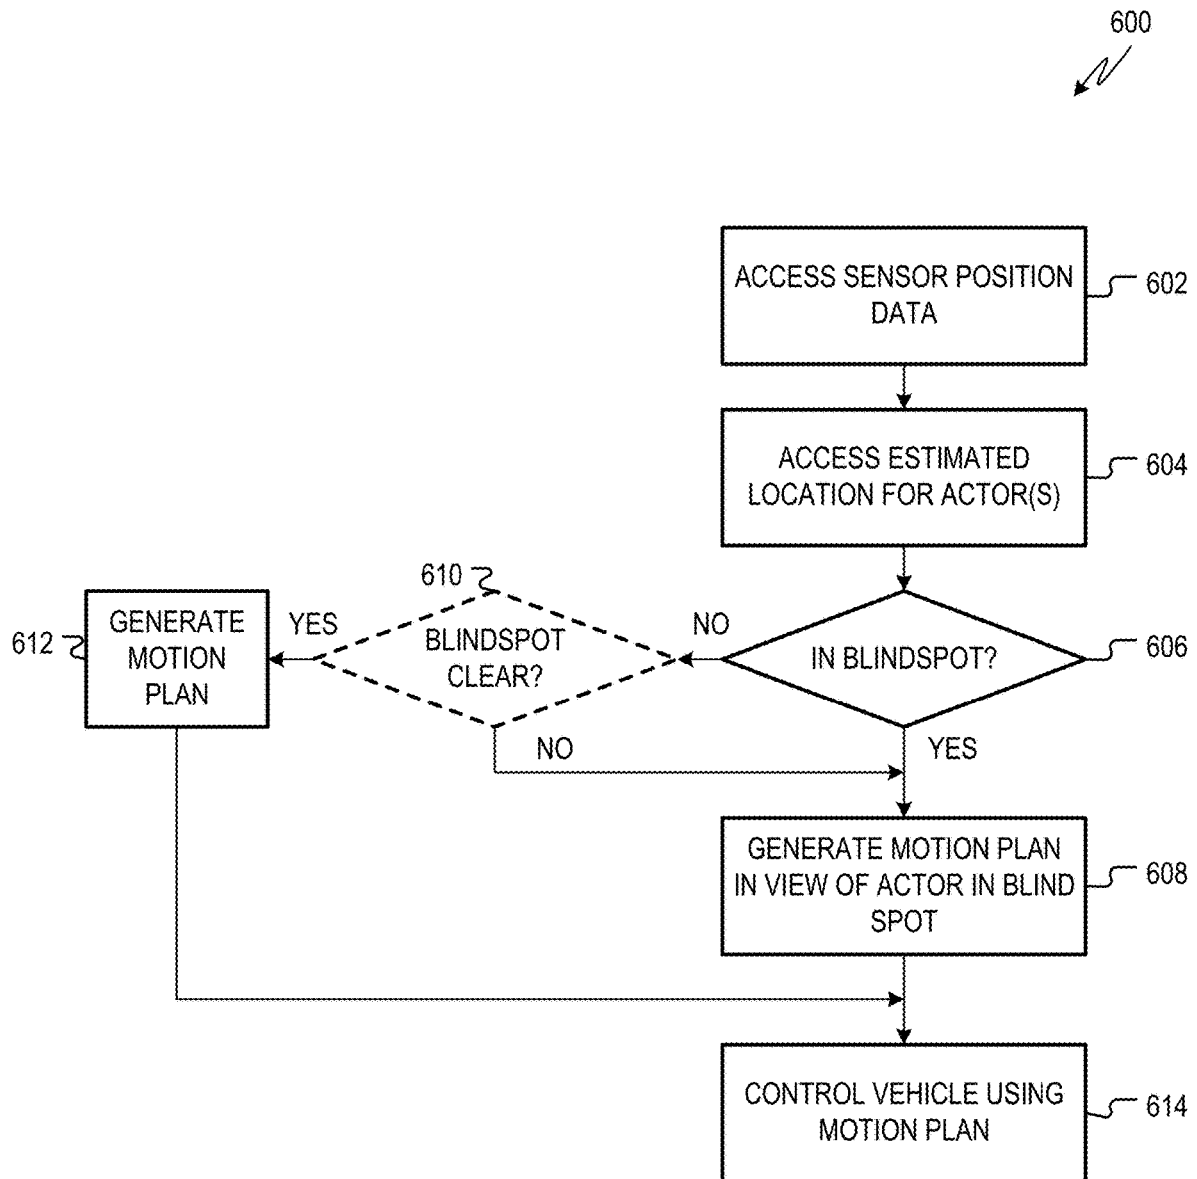 600
ACCESS SENSOR POSITION
DATA
602
ACCESS ESTIMATED
LOCATION FOR ACTOR(S)
604
610
612
GENERATE
MOTION
PLAN
YES
BLINDSPOT
CLEAR?
NO
IN BLINDSPOT?
606
NO
YES
GENERATE MOTION PLAN
IN VIEW OF ACTOR IN BLIND
SPOT
608
CONTROL VEHICLE USING
MOTION PLAN
614